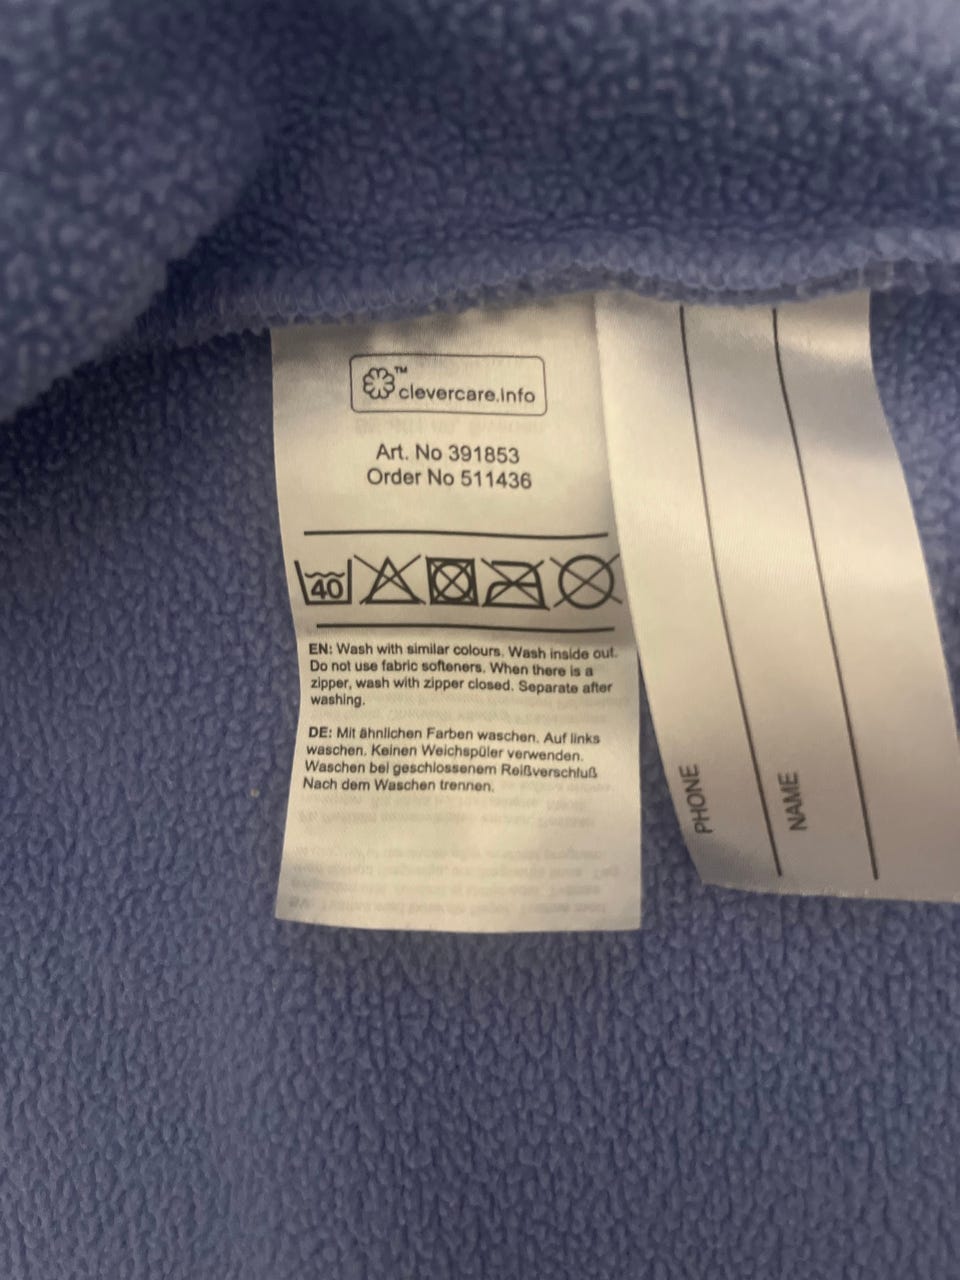 ™
clevercare.info
Art. No 391853
Order No 511436
40
EN: Wash with similar colours. Wash inside out.
Do not use fabric softeners. When there is a
zipper, wash with zipper closed. Separate after
washing.
DE: Mit ähnlichen Farben waschen. Auf links
waschen. Keinen Weichspüler verwenden.
Waschen bei geschlossenem Reißverschluß
Nach dem Waschen trennen.
PHONE
NAME